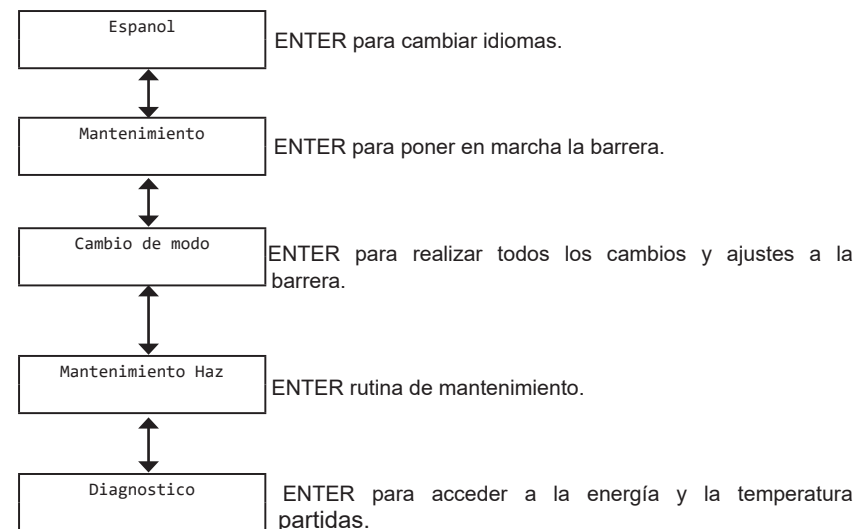 Espanol
ENTER para cambiar idiomas.
Mantenimiento
ENTER para poner en marcha la barrera.
Cambio de modo
ENTER para realizar todos los cambios y ajustes a la
barrera.
Mantenimiento Haz
ENTER rutina de mantenimiento.
Diagnostico
ENTER para acceder a la energía y la temperatura
partidas.